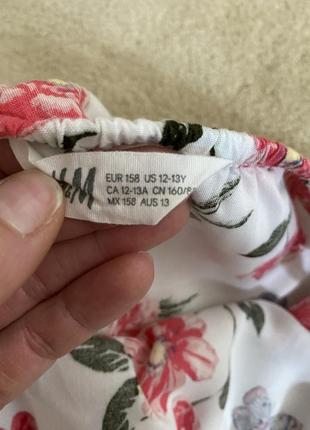 H&M
EUR 158 US 12-13Y
CA 12-13A CN 160/8
MX 158 AUS 13